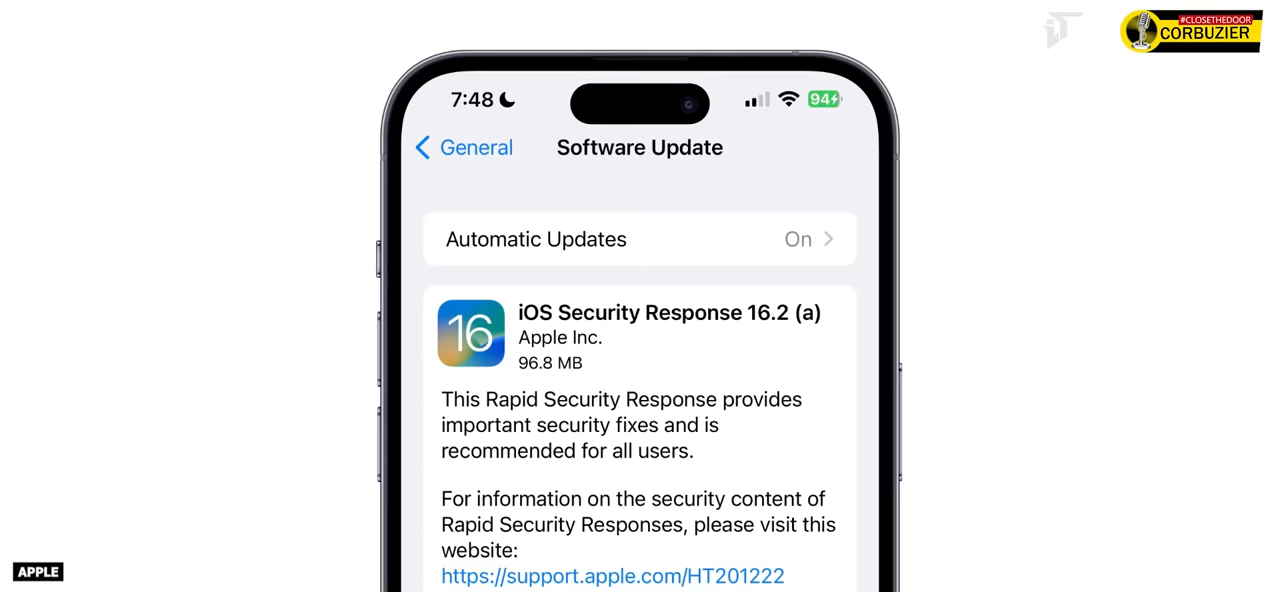 #CLOSETHEDOOR
CORBUZIER
7:48
94
General
Software Update
Automatic Updates
On
16
iOS Security Response 16.2 (a)
Apple Inc.
96.8 MB
This Rapid Security Response provides
important security fixes and is
recommended for all users.
For information on the security content of
Rapid Security Responses, please visit this
website:
https://support.apple.com/HT201222
APPLE